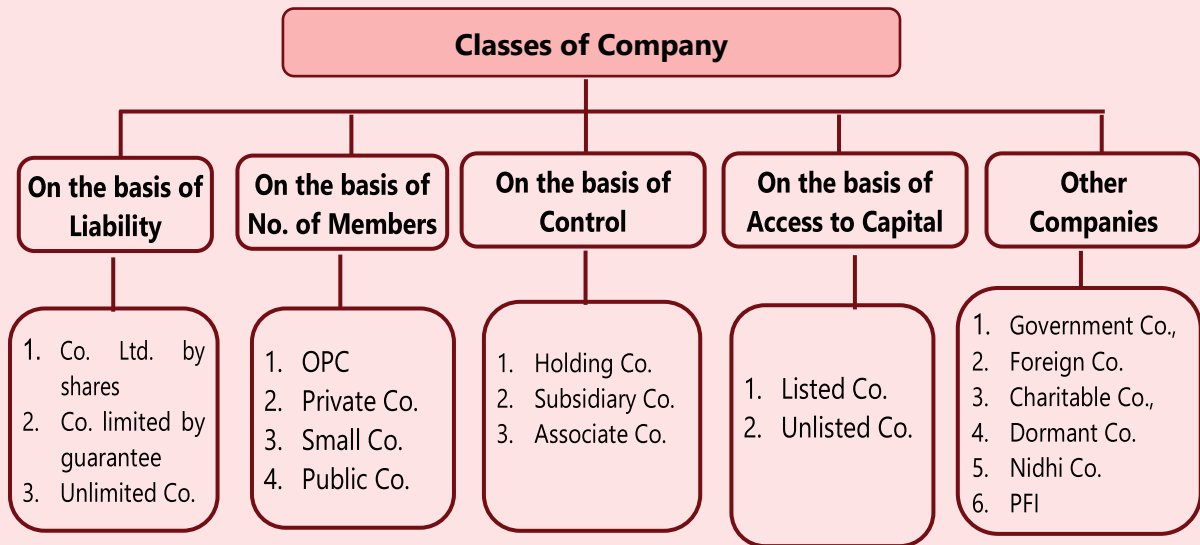 Classes of Company
On the basis of
Liability
On the basis of
No. of Members
On the basis of
Control
On the basis of
Access to Capital
Other
Companies
1. Co. Ltd. by
shares
2. Co. limited by
guarantee
3. Unlimited Co.
1. OPC
2. Private Co.
3. Small Co.
4. Public Co.
1. Holding Co.
2. Subsidiary Co.
3. Associate Co.
1. Listed Co.
2. Unlisted Co.
1. Government Co.,
2. Foreign Co.
3. Charitable Co.,
4. Dormant Co.
5. Nidhi Co.
6. PFI